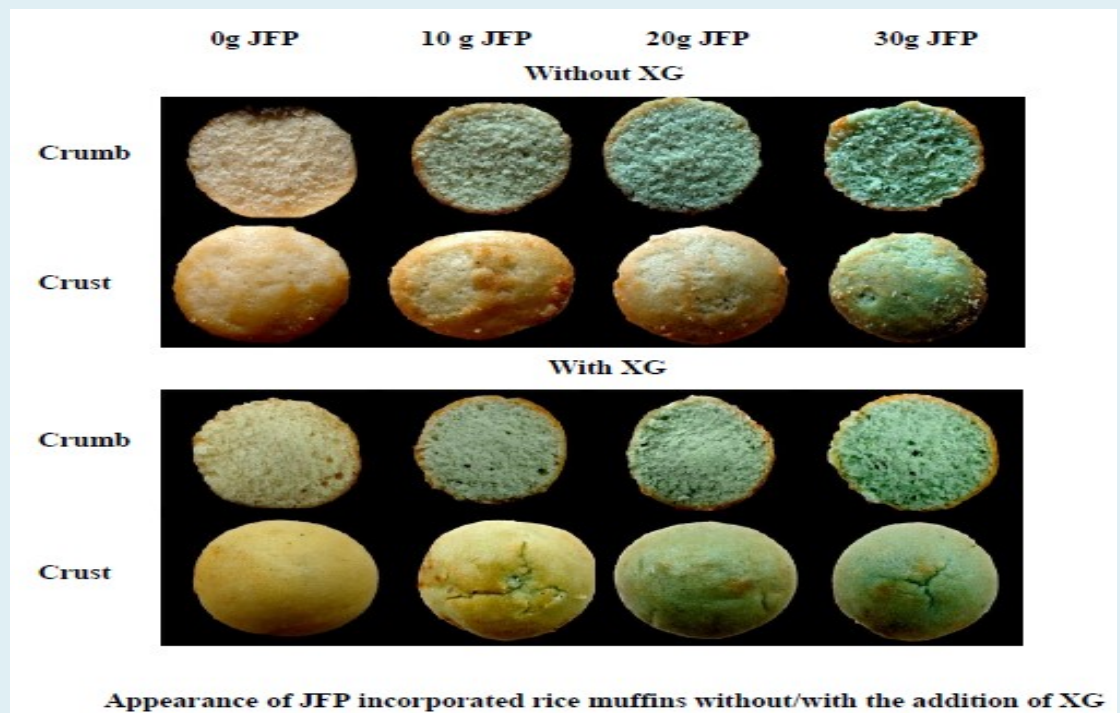 0g JFP 10 g JFP 20g JFP 30g JFP
Without XG
Crumb
Crust
With XG
Crumb
Crust
Appearance of JFP incorporated rice muffins without/with the addition of XG